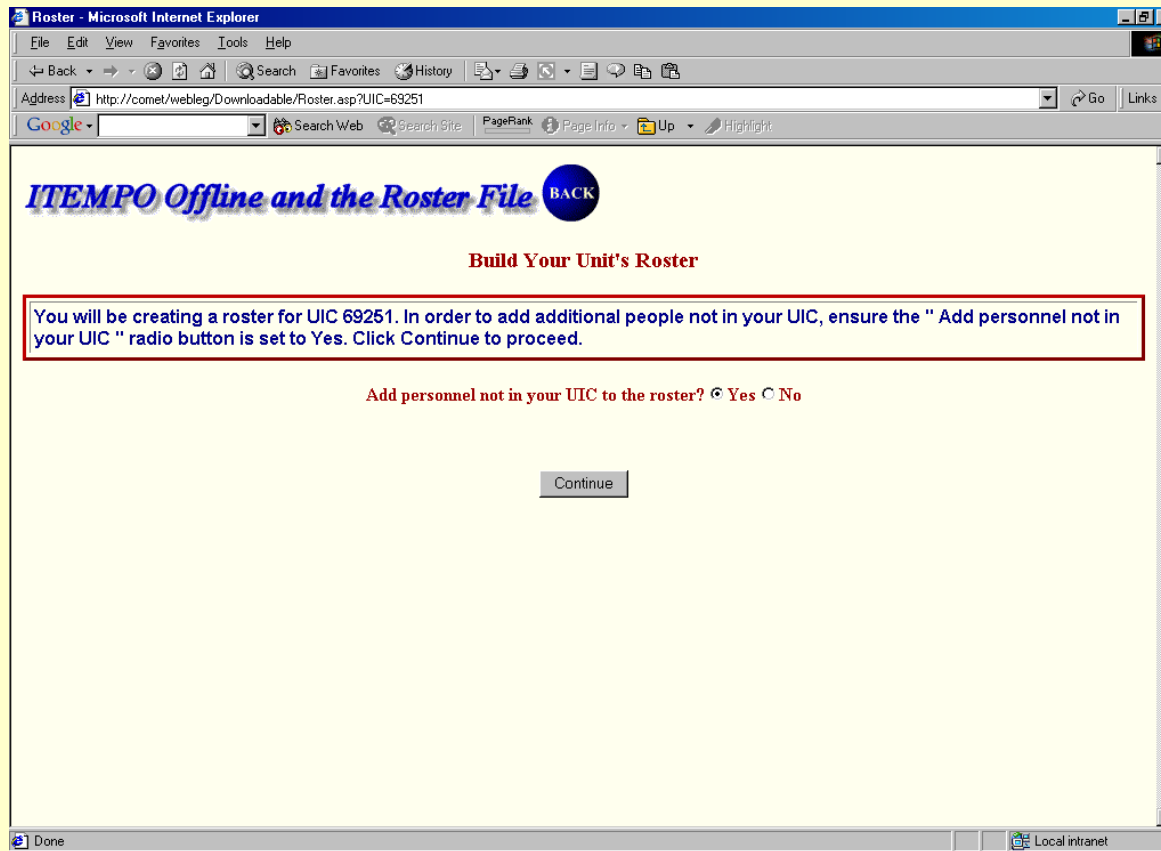 Roster - Microsoft Internet Explorer
File Edit View Favorites Tools Help
Back Search Favorites History
Address http://comet/webleg/Downloadable/Roster.asp?UIC=69251 Go Links
Google Search Web Search Site PageRank Page Info Up Highlight
ITEMPO Offline and the Roster File BACK
Build Your Unit's Roster
You will be creating a roster for UIC 69251. In order to add additional people not in your UIC, ensure the " Add personnel not in
your UIC " radio button is set to Yes. Click Continue to proceed.
Add personnel not in your UIC to the roster? Yes No
Continue
Done Local intranet